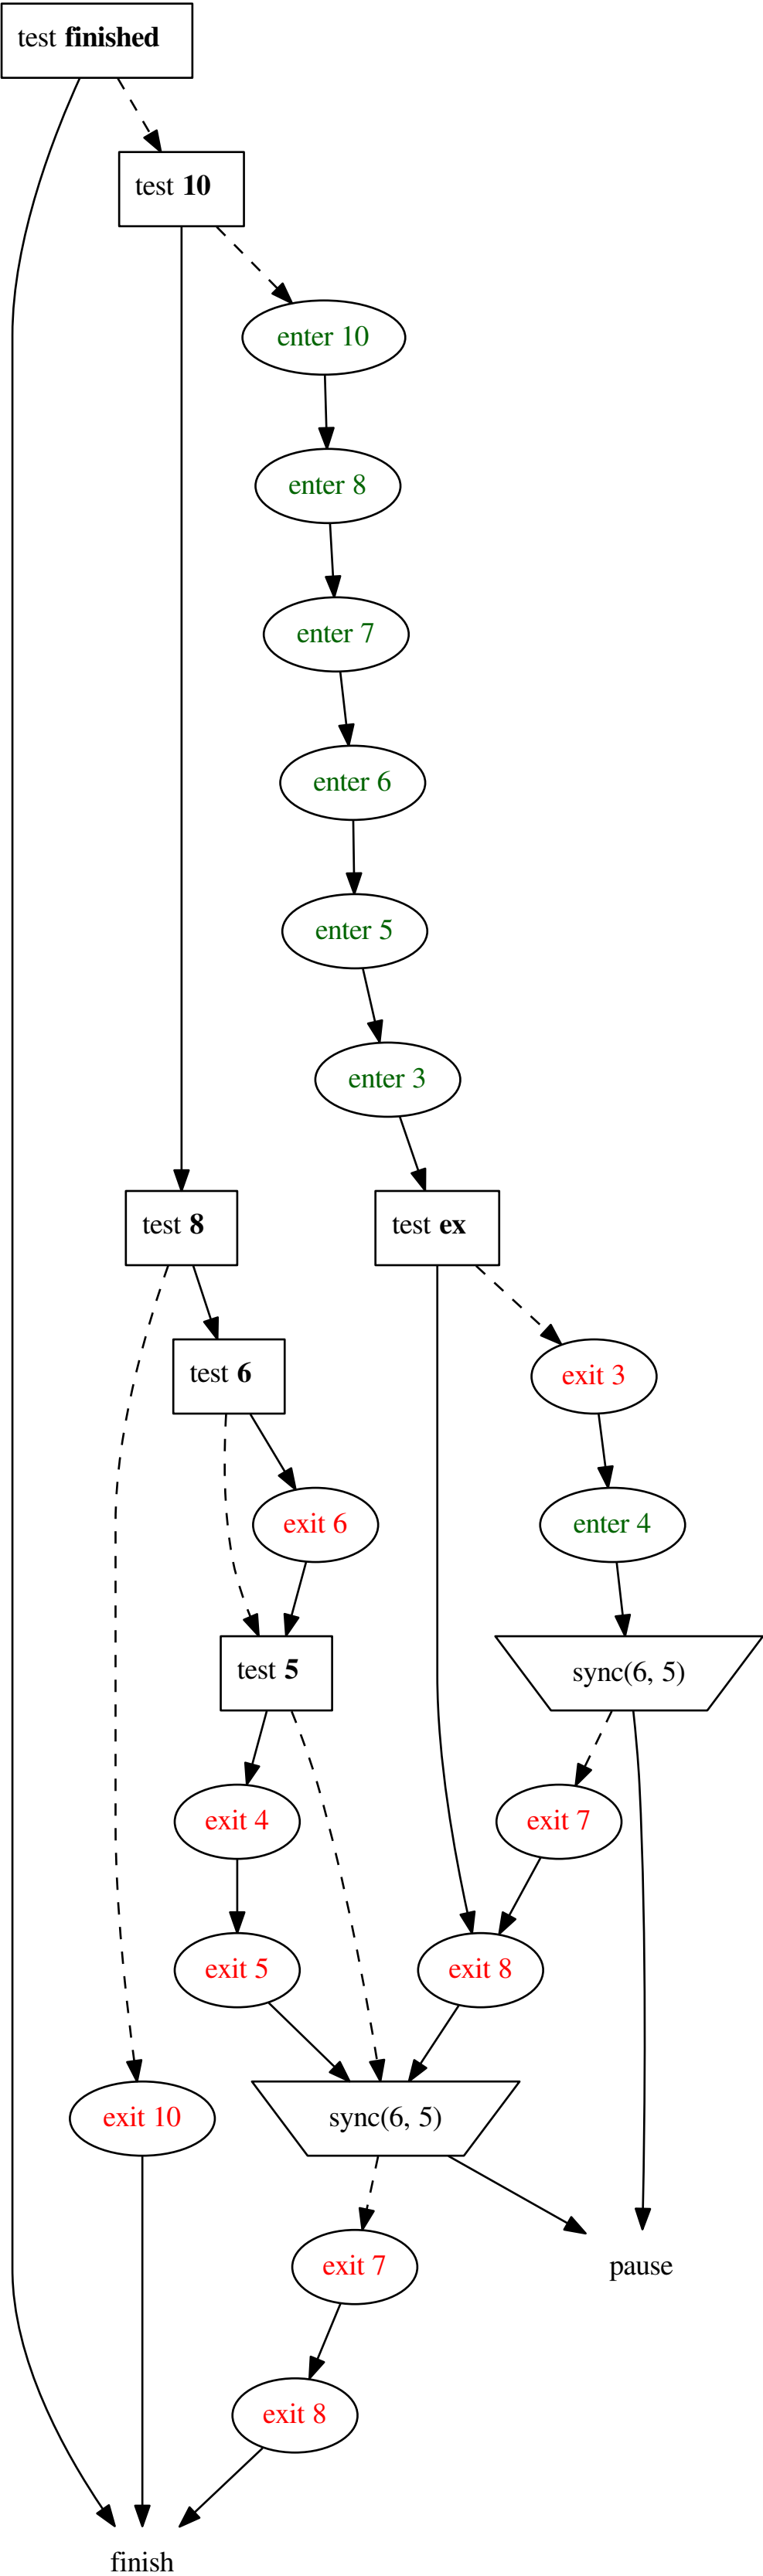 test finished
test 10
enter 10
enter 8
enter 7
enter 6
enter 5
enter 3
test 8
test ex
test 6
exit 3
exit 6
enter 4
test 5
sync(6, 5)
exit 4
exit 7
exit 5
exit 8
exit 10
sync(6, 5)
exit 7
pause
exit 8
finish